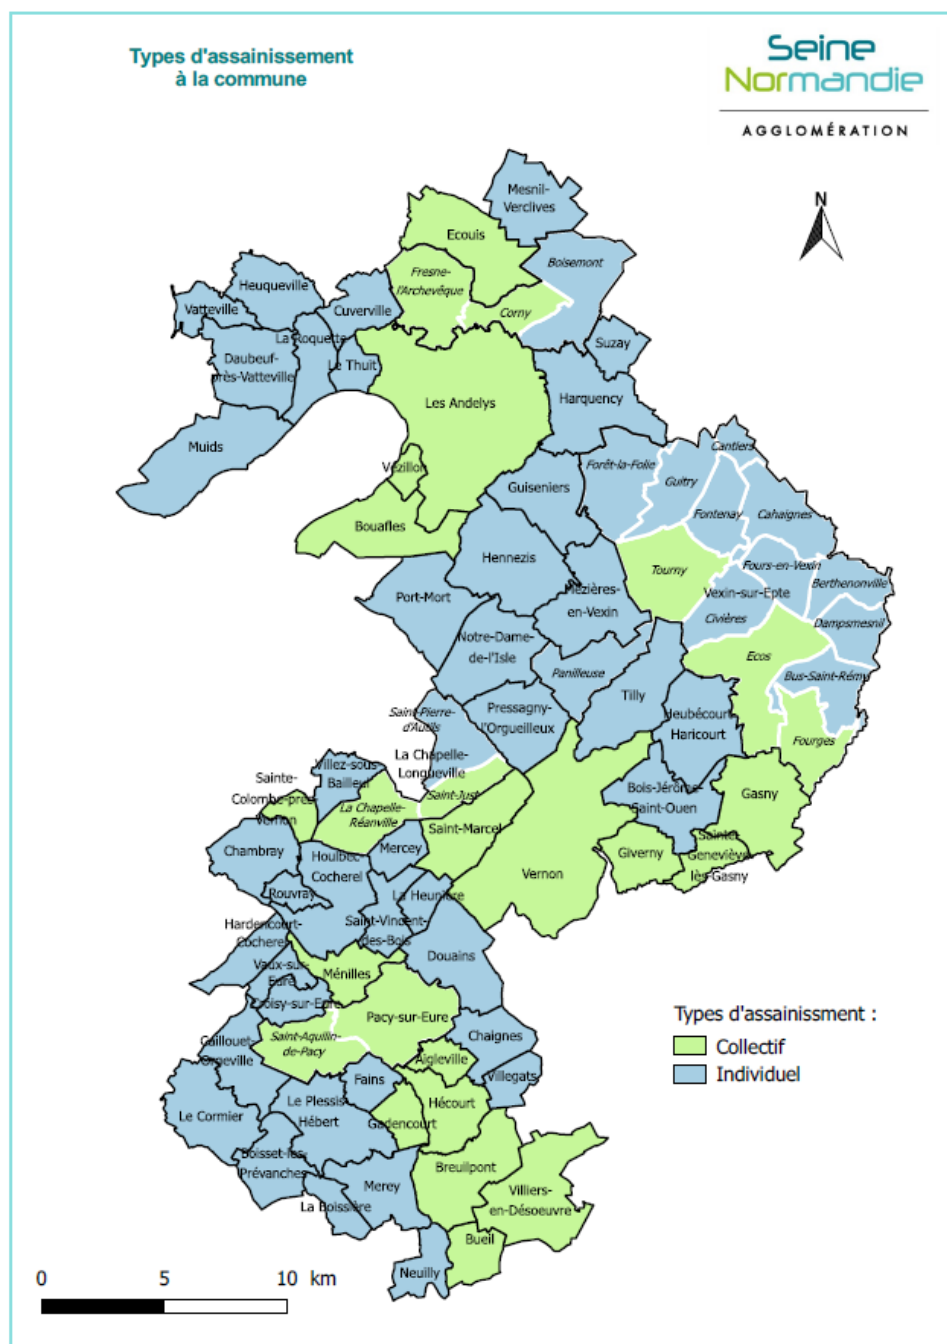 Types d'assainissement
à la commune
Seine
Normandie
AGGLOMÉRATION
N
Mesnil-
Verclives
Ecouis
Boisemont
Fresne-
l'Archevêque
Heuqueville
Corny
Vatteville
Cuverville
La Roquette
Suzay
Daubeuf-
près-Vatteville
Le Thuit
Les Andelys
Harquency
Muids
Cantiers
Vézillon
Forêt-la-Folie
Guitry
Guiseniers
Fontenay
Cahaignes
Bouafles
Hennezis
Tourny
Fours-en-Vexin
Berthenonville
Port-Mort
Mézières-
en-Vexin
Vexin-sur-Epte
Civières
Dampsmesnil
Notre-Dame-
de-l'Isle
Ecos
Panilleuse
Bus-Saint-Rémy
Tilly
Saint-Pierre-
d'Autils
Pressagny-
l'Orgueilleux
Heubécourt-
Haricourt
Fourges
La Chapelle-
Longueville
Villez-sous-
Bailleul
Sainte-
Colombe-près-
Vernon
La Chapelle-
Réanville
Saint-Just
Bois-Jérôme-
Saint-Ouen
Gasny
Saint-Marcel
Chambray
Houlbec-
Cocherel
Mercey
Giverny
Sainte-
Geneviève-
lès-Gasny
Vernon
Rouvray
La Heunière
Hardencourt-
Cocherel
Saint-Vincent-
des-Bois
Douains
Vaux-sur-
Eure
Ménilles
Croisy-sur-Eure
Pacy-sur-Eure
Types d'assainissment :
Collectif
Individuel
Caillouet-
Orgeville
Saint-Aquilin-
de-Pacy
Chaignes
Aigleville
Villegats
Fains
Le Cormier
Le Plessis-
Hébert
Hécourt
Gadencourt
Boisset-les-
Prévanches
Breuilpont
Merey
Villiers-
en-Désoeuvre
La Boissière
Bueil
Neuilly
0 5 10 km